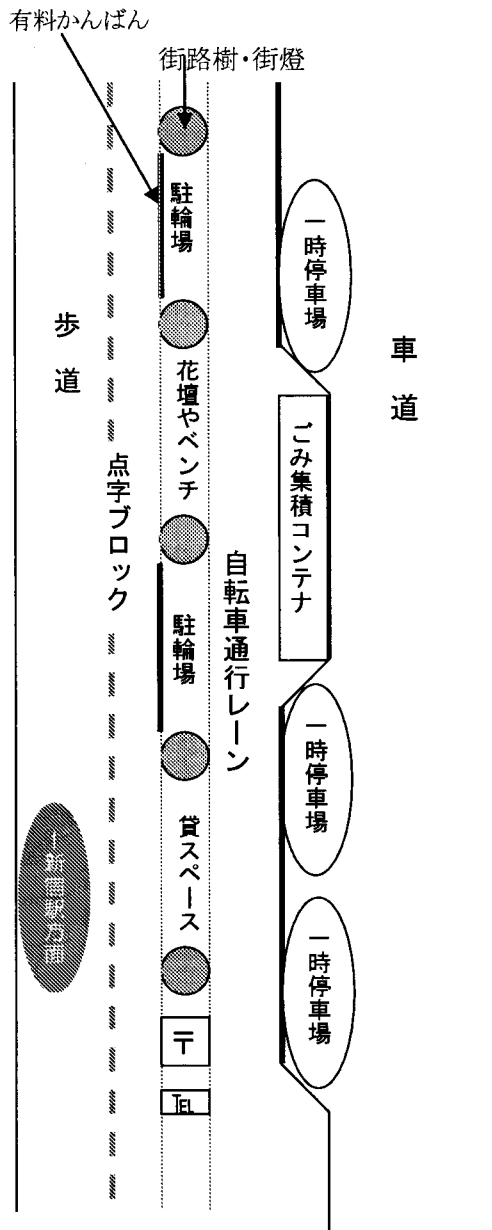 有料かんばん
街路樹・街燈
駐輪場
一時停車場
歩道
車道
花壇やベンチ
ごみ集積コンテナ
点字ブロック
自転車通行レーン
駐輪場
一時停車場
貸スペース
新宿駅方面
一時停車場
〒
TEL